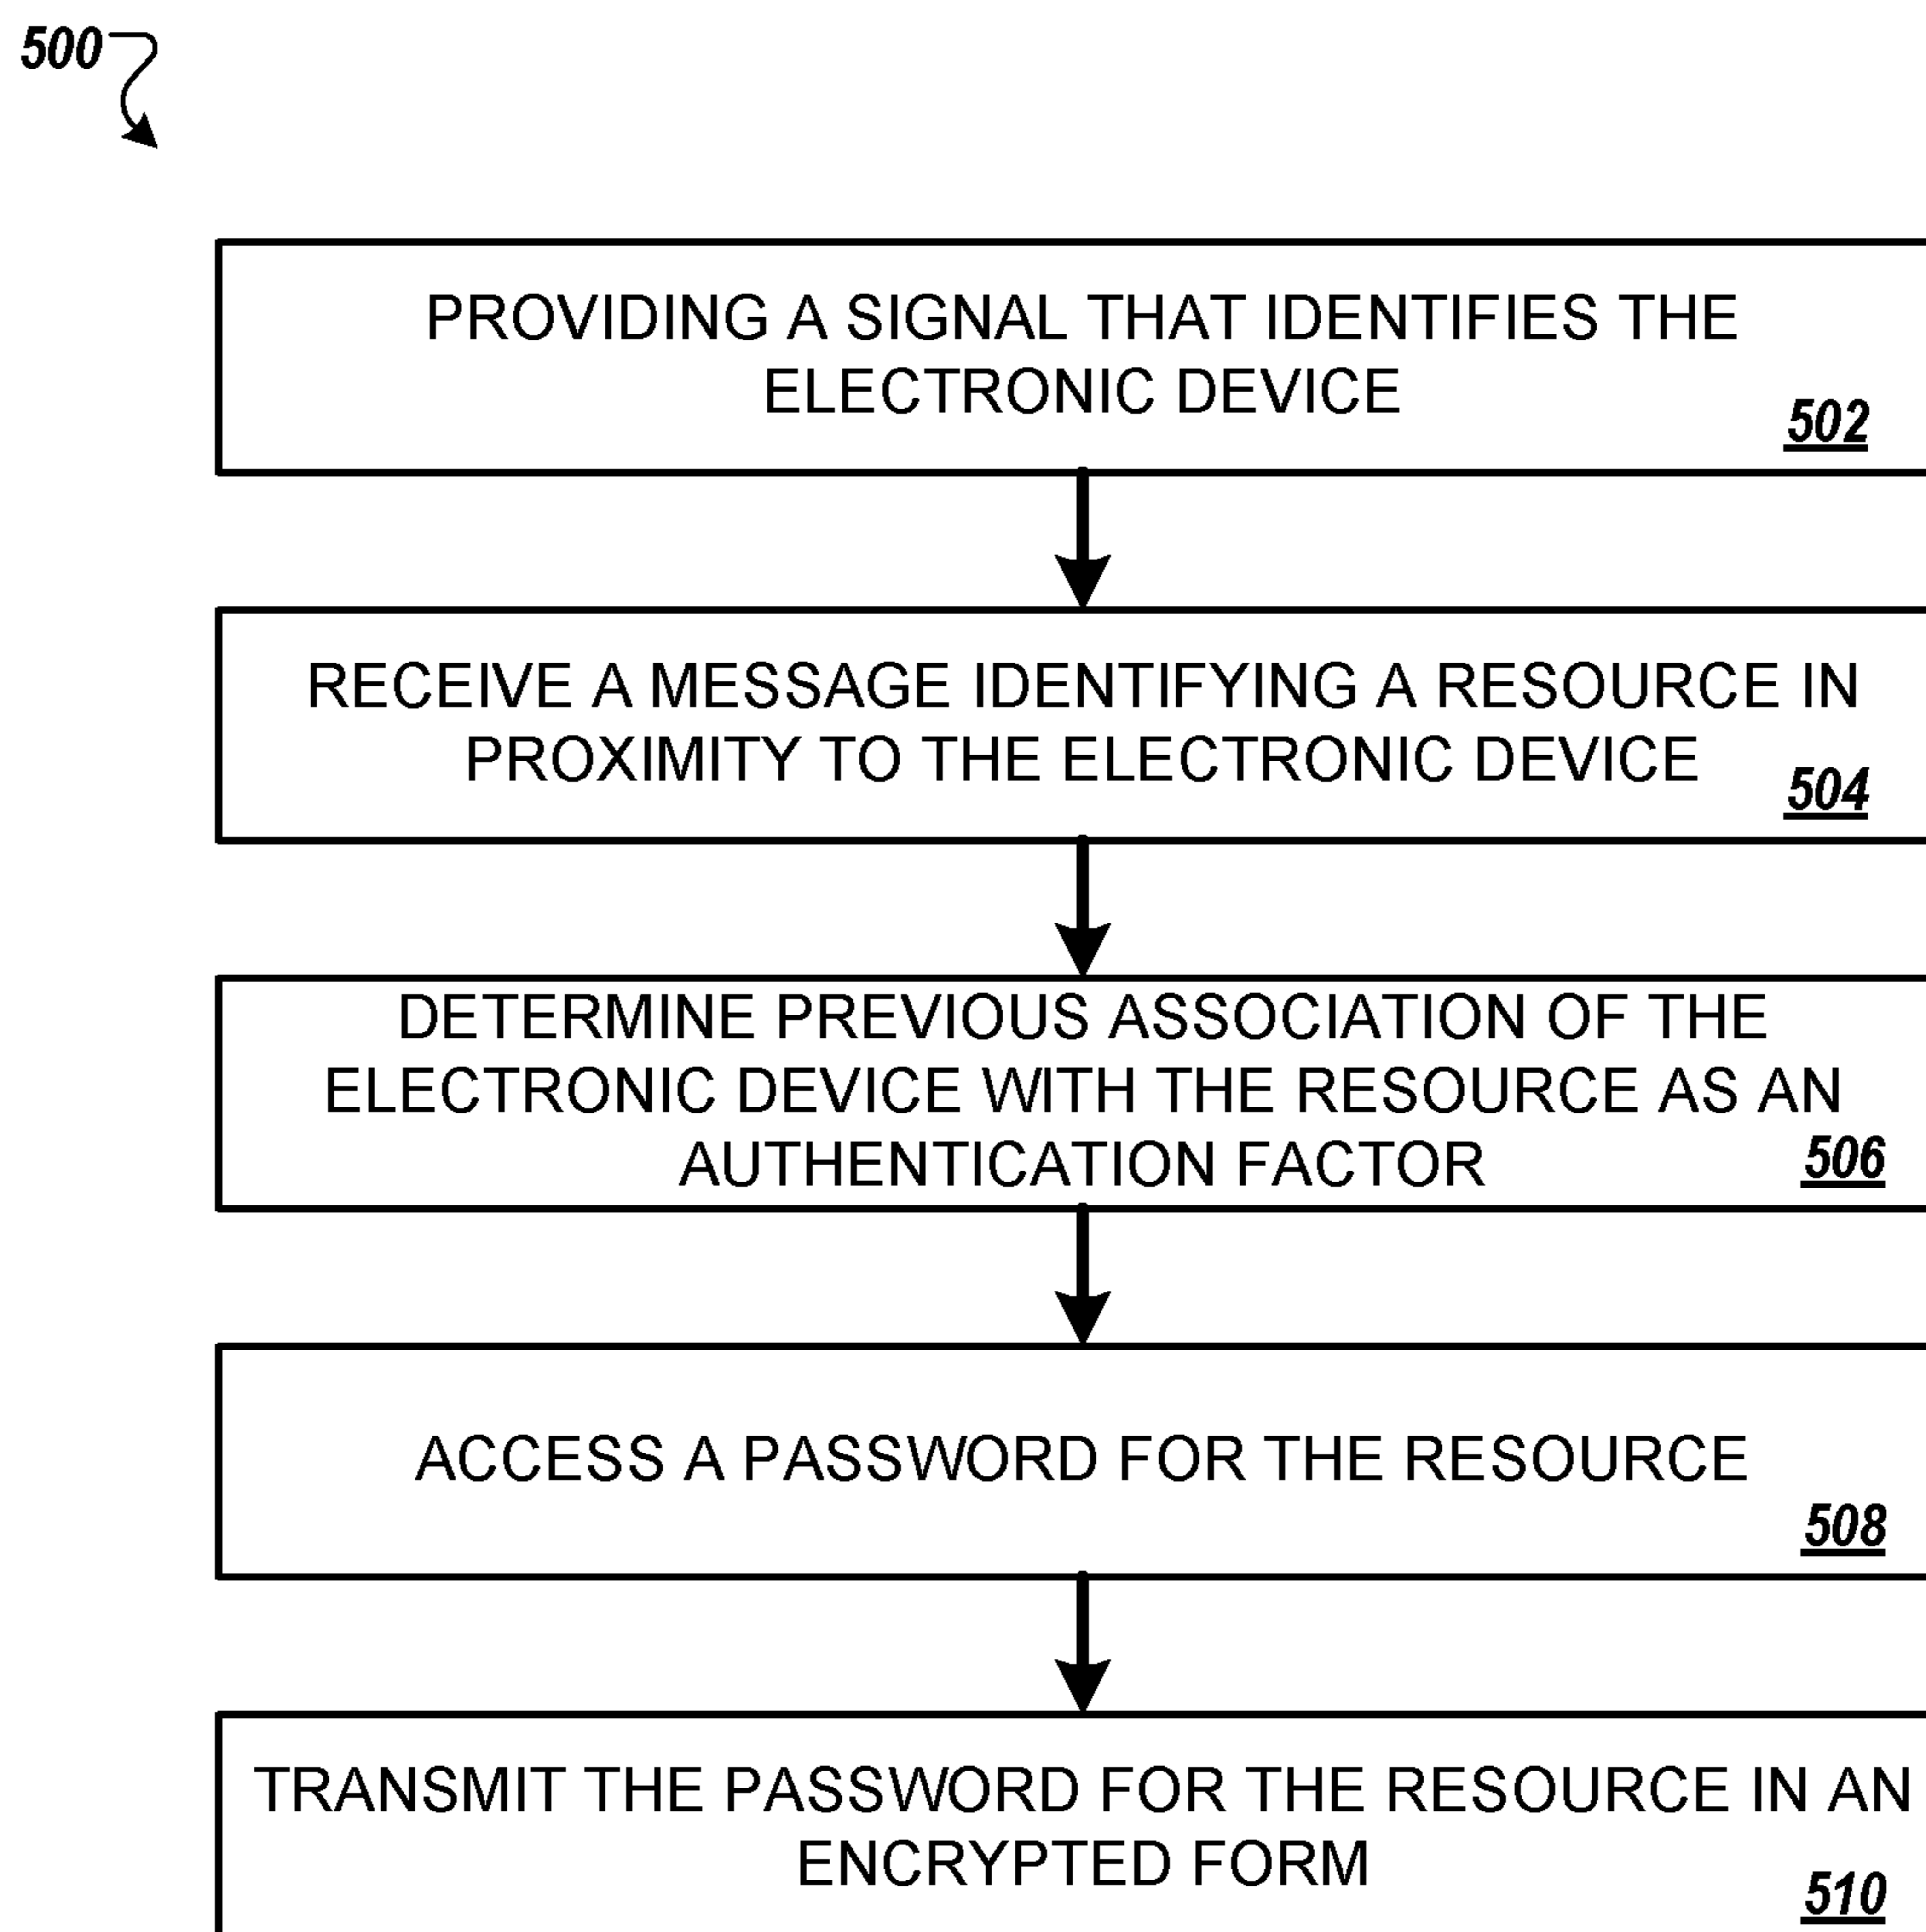 500
PROVIDING A SIGNAL THAT IDENTIFIES THE
ELECTRONIC DEVICE
502
RECEIVE A MESSAGE IDENTIFYING A RESOURCE IN
PROXIMITY TO THE ELECTRONIC DEVICE
504
DETERMINE PREVIOUS ASSOCIATION OF THE
ELECTRONIC DEVICE WITH THE RESOURCE AS AN
AUTHENTICATION FACTOR
506
ACCESS A PASSWORD FOR THE RESOURCE
508
TRANSMIT THE PASSWORD FOR THE RESOURCE IN AN
ENCRYPTED FORM
510